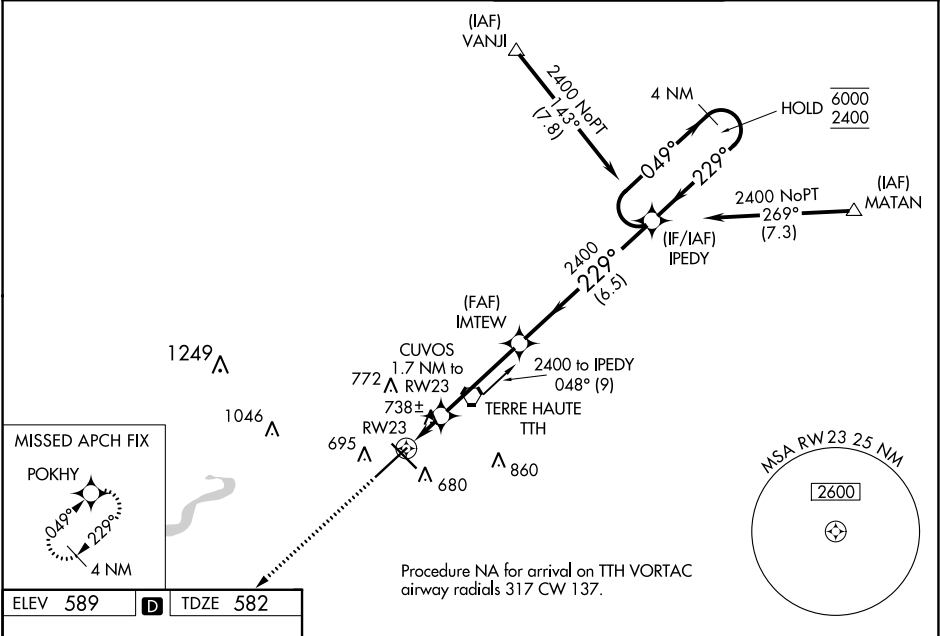 (IAF)
VANJI
2400 NoPT
143°
(7.8)
4 NM
HOLD 6000
2400
049°
229°
2400 NoPT
269°
(7.3)
(IAF)
MATAN
(IF/IAF)
IPEDY
2400
229°
(6.5)
(FAF)
IMTEW
1249
CUVOS
1.7 NM to
RW23
772
2400 to IPEDY
048° (9)
738±
TERRE HAUTE
TTH
1046
RW23
695
680
860
MISSED APCH FIX
POKHY
049°
229°
4 NM
MSA RW 23 25 NM
2600
Procedure NA for arrival on TTH VORTAC
airway radials 317 CW 137.
ELEV 589 D TDZE 582